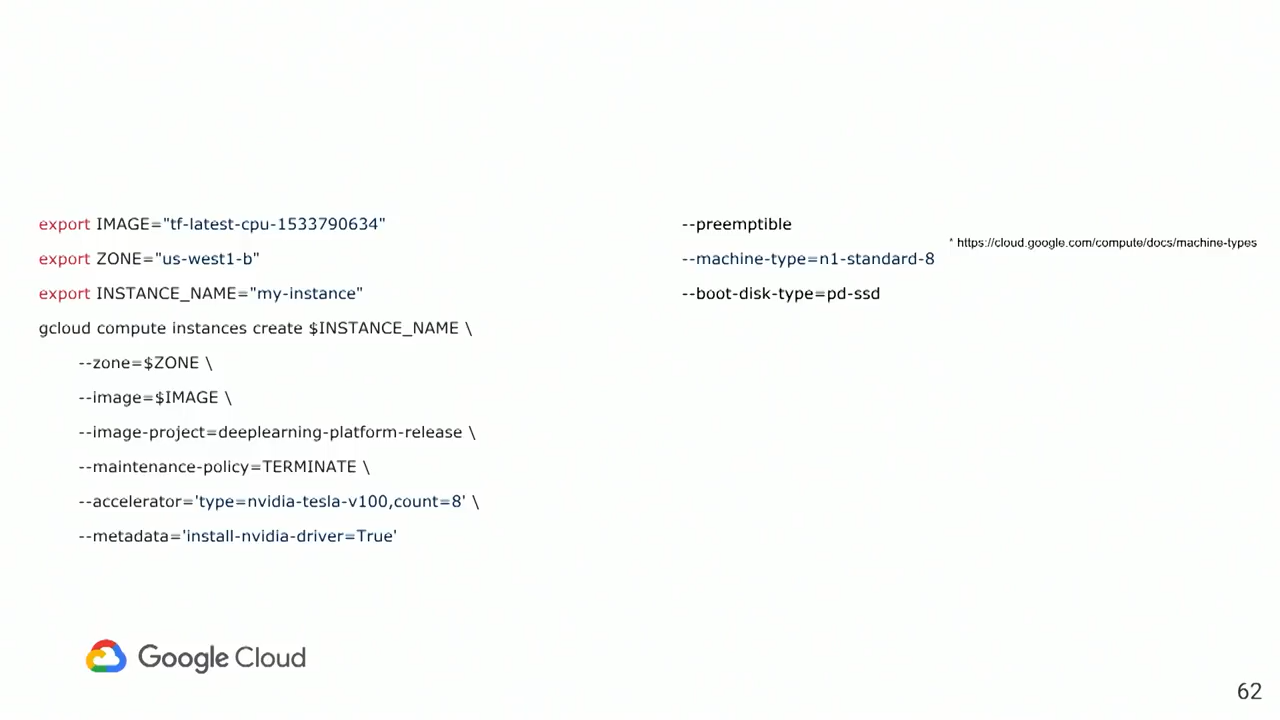 export IMAGE="tf-latest-cpu-1533790634"
export ZONE="us-west1-b"
export INSTANCE_NAME="my-instance"
gcloud compute instances create $INSTANCE_NAME \
--zone=$ZONE \
--image=$IMAGE \
--image-project=deeplearning-platform-release \
--maintenance-policy=TERMINATE \
--accelerator='type=nvidia-tesla-v100,count=8' \
--metadata='install-nvidia-driver=True'
--preemptible
* https://cloud.google.com/compute/docs/machine-types
--machine-type=n1-standard-8
--boot-disk-type=pd-ssd
Google Cloud
62